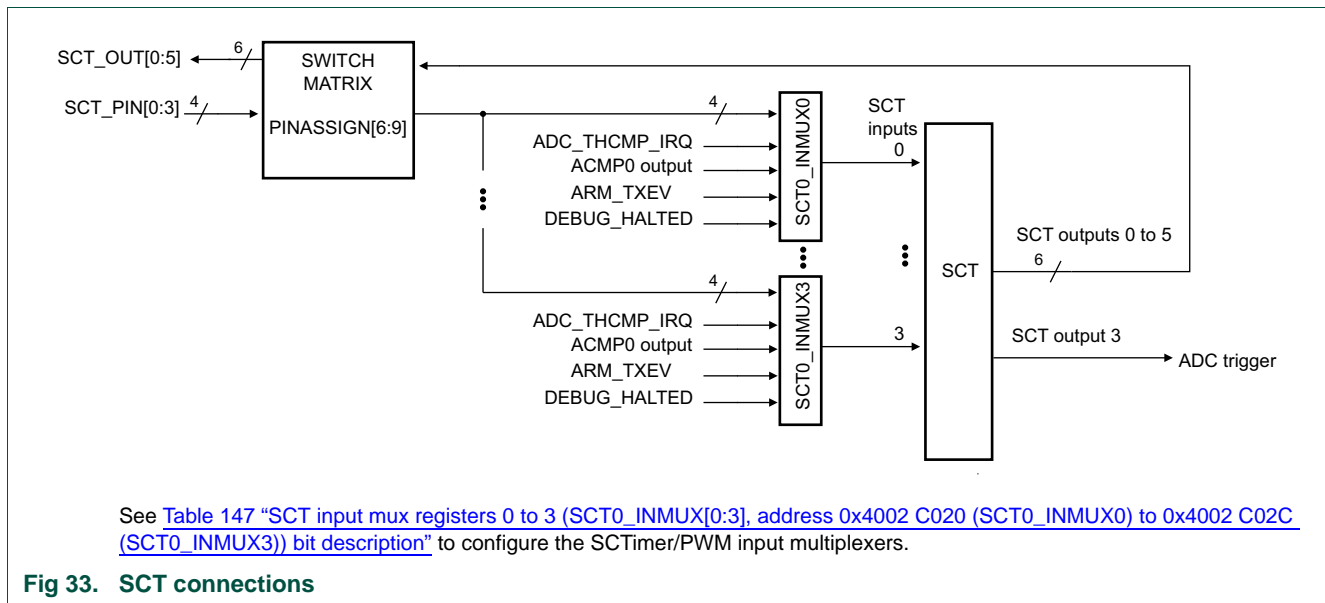 SCT_OUT[0:5]
6
SWITCH
MATRIX
SCT_PIN[0:3]
4
PINASSIGN[6:9]
4
ADC_THCMP_IRQ
ACMP0 output
ARM_TXEV
DEBUG_HALTED
SCT0_INMUX0
SCT
inputs
0
4
ADC_THCMP_IRQ
ACMP0 output
ARM_TXEV
DEBUG_HALTED
SCT0_INMUX3
3
SCT
SCT outputs 0 to 5
6
SCT output 3
ADC trigger
See Table 147 “SCT input mux registers 0 to 3 (SCT0_INMUX[0:3], address 0x4002 C020 (SCT0_INMUX0) to 0x4002 C02C
(SCT0_INMUX3)) bit description” to configure the SCTimer/PWM input multiplexers.
Fig 33. SCT connections